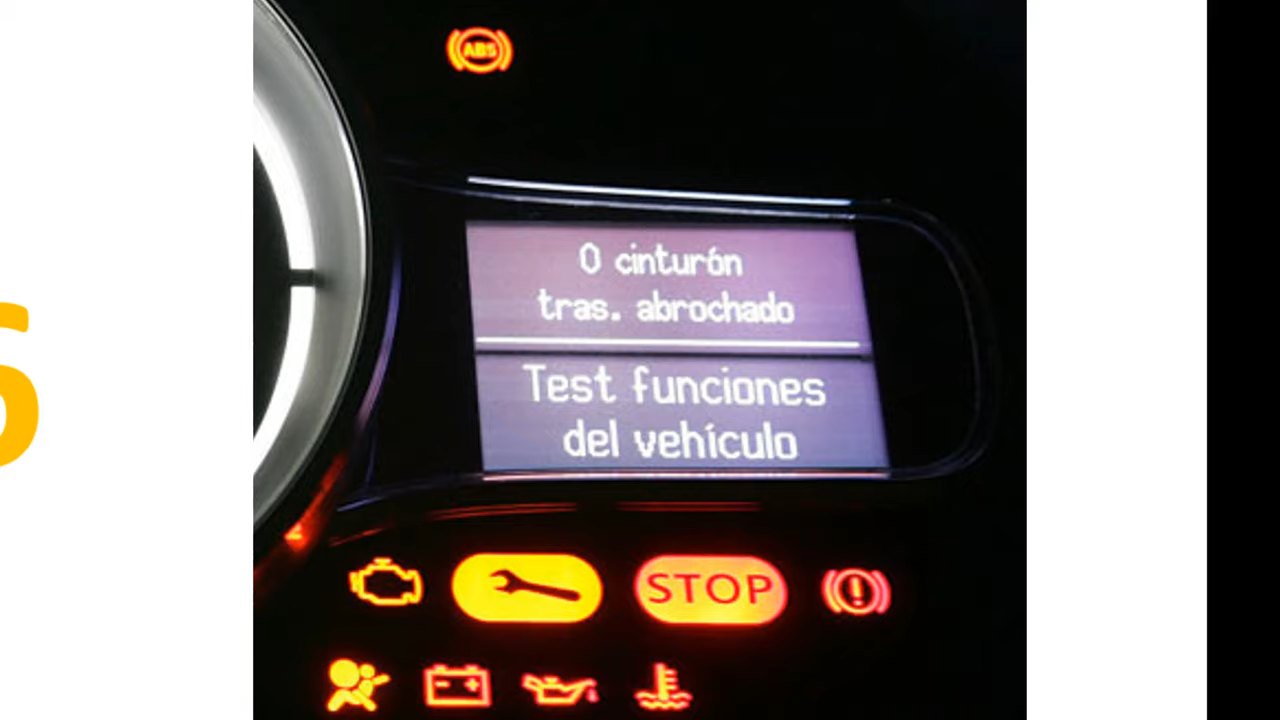 ABS
0 cinturón
tras. abrochado
Test funciones
del vehículo
STOP